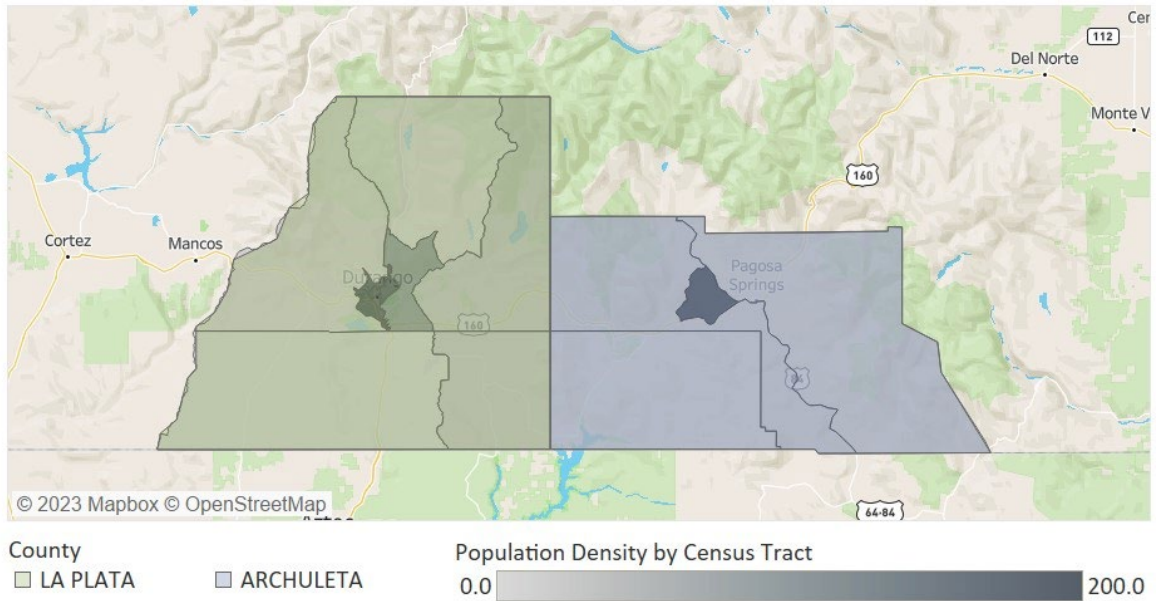 Cer
112
Del Norte
Monte V
160
Cortez
Mancos
Durango
Pagosa
Springs
160
84
© 2023 Mapbox © OpenStreetMap
64-84
County
LA PLATA
ARCHULETA
Population Density by Census Tract
0.0
200.0